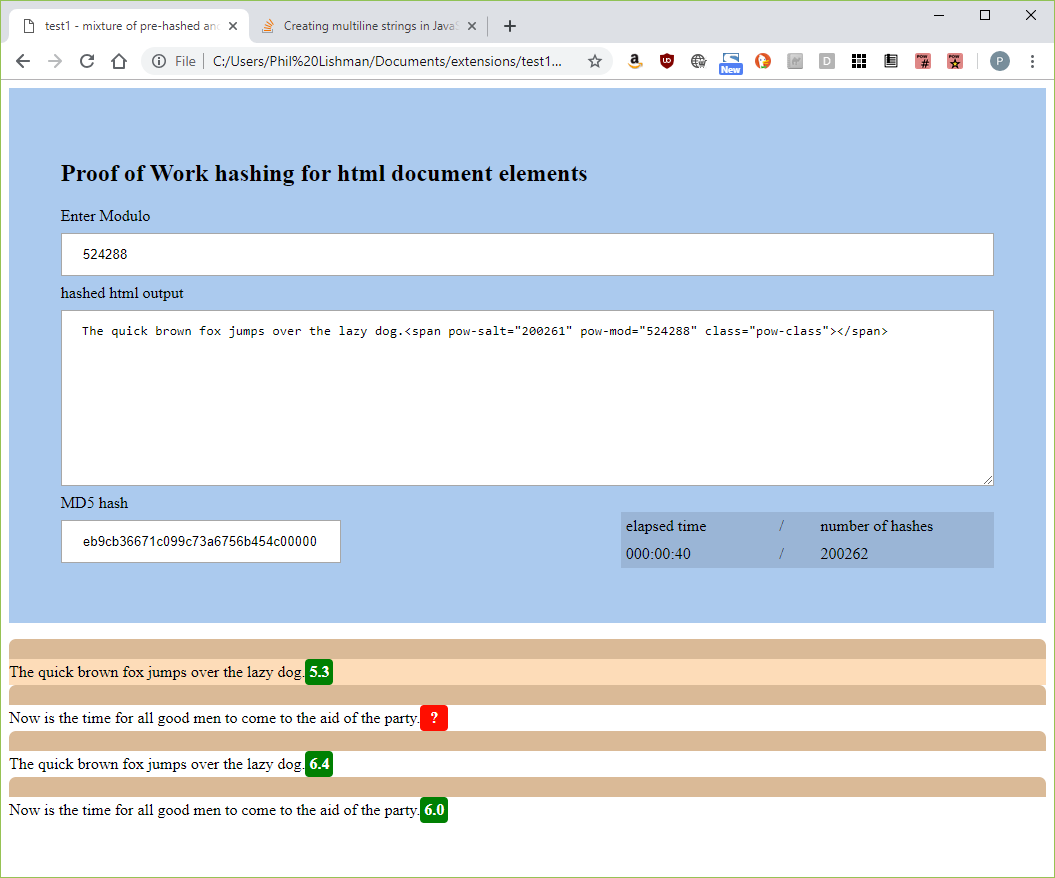 test1 - mixture of pre-hashed an
Creating multiline strings in Java
File
C:/Users/Phil%20Lishman/Documents/extensions/test1...
New
P
Proof of Work hashing for html document elements
Enter Modulo
524288
hashed html output
The quick brown fox jumps over the lazy dog.<span pow-salt="200261" pow-mod="524288" class="pow-class"></span>
MD5 hash
eb9cb36671c099c73a6756b454c00000
elapsed time / number of hashes
000:00:40 / 200262
The quick brown fox jumps over the lazy dog. 5.3
Now is the time for all good men to come to the aid of the party. ?
The quick brown fox jumps over the lazy dog. 6.4
Now is the time for all good men to come to the aid of the party. 6.0